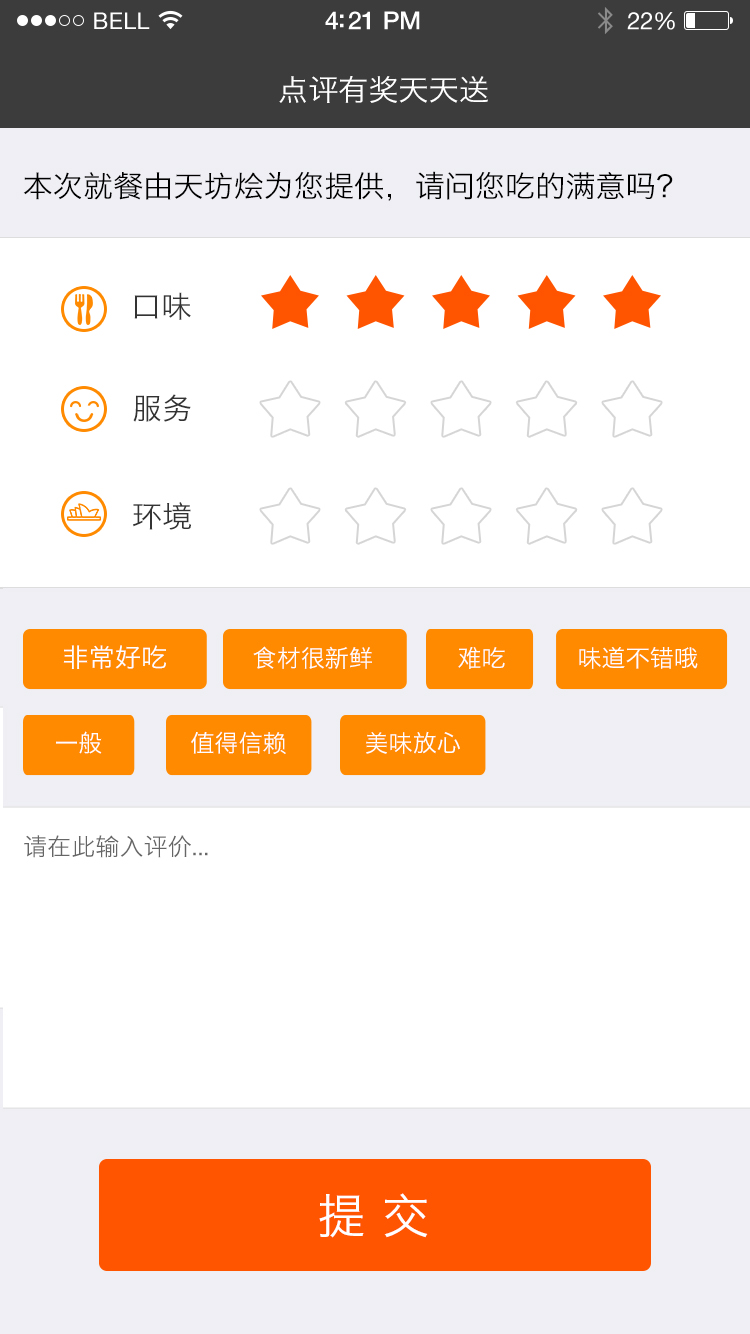 BELL 4:21 PM 22%
点评有奖天天送
本次就餐由天坊烩为您提供，请问您吃的满意吗？
口味
服务
环境
非常好吃 食材很新鲜 难吃 味道不错哦
一般 值得信赖 美味放心
请在此输入评价...
提 交